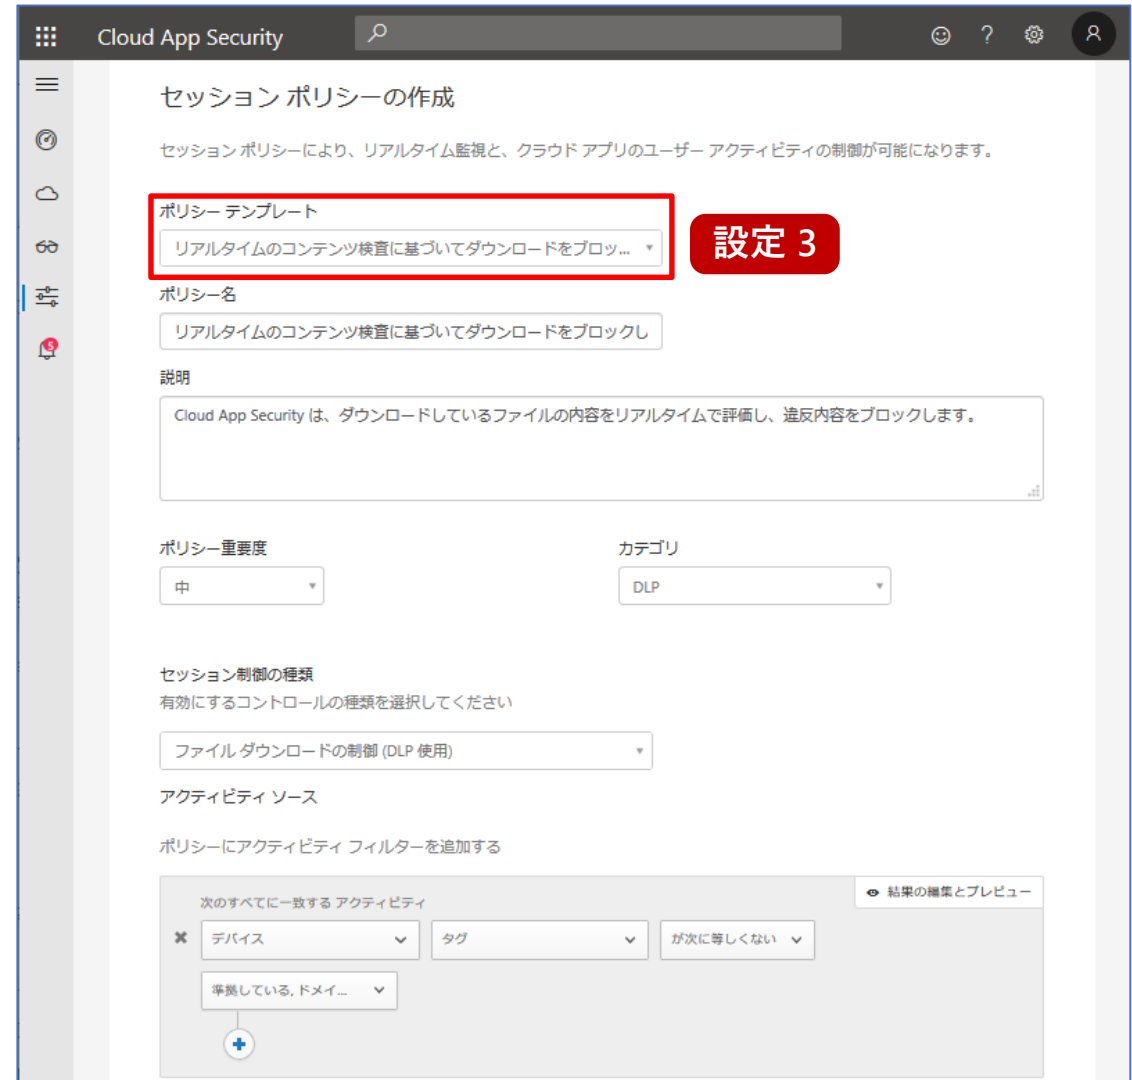 Cloud App Security
?
セッション ポリシーの作成
セッション ポリシーにより、リアルタイム監視と、クラウド アプリのユーザー アクティビティの制御が可能になります。
ポリシー テンプレート
リアルタイムのコンテンツ検査に基づいてダウンロードをブロッ...
設定 3
ポリシー名
リアルタイムのコンテンツ検査に基づいてダウンロードをブロックし
5
説明
Cloud App Security は、ダウンロードしているファイルの内容をリアルタイムで評価し、違反内容をブロックします。
ポリシー重要度
カテゴリ
中
DLP
セッション制御の種類
有効にするコントロールの種類を選択してください
ファイル ダウンロードの制御 (DLP 使用)
アクティビティ ソース
ポリシーにアクティビティ フィルターを追加する
結果の編集とプレビュー
次のすべてに一致する アクティビティ
デバイス
タグ
が次に等しくない
準拠している, ドメイ...